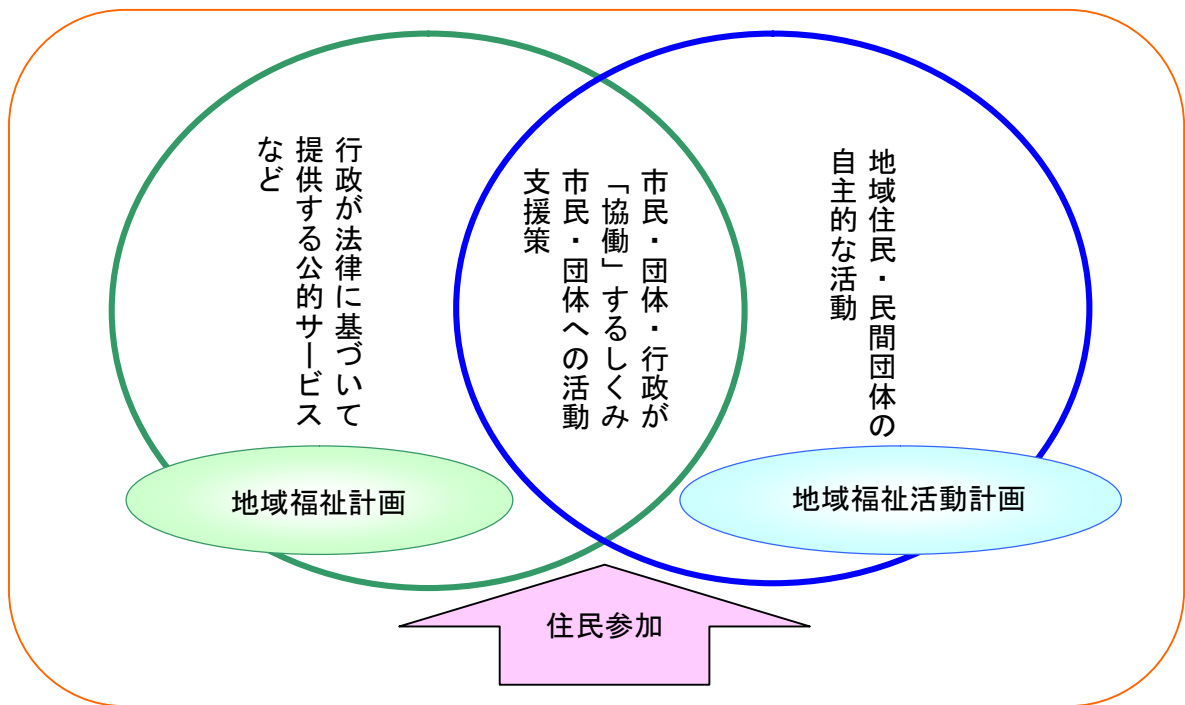 行政が法律に基づいて
提供する公的サービス
など
市民・団体・行政が
「協働」するしくみ
市民・団体への活動
支援策
地域住民・民間団体の
自主的な活動
地域福祉計画
地域福祉活動計画
住民参加